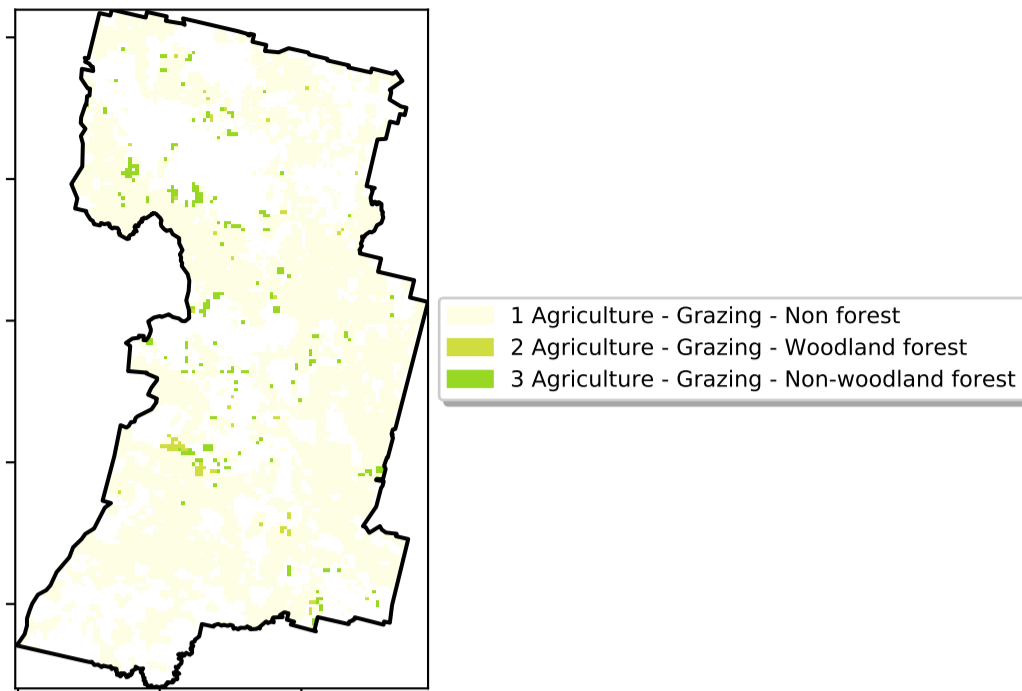 1 Agriculture - Grazing - Non forest
2 Agriculture - Grazing - Woodland forest
3 Agriculture - Grazing - Non-woodland forest